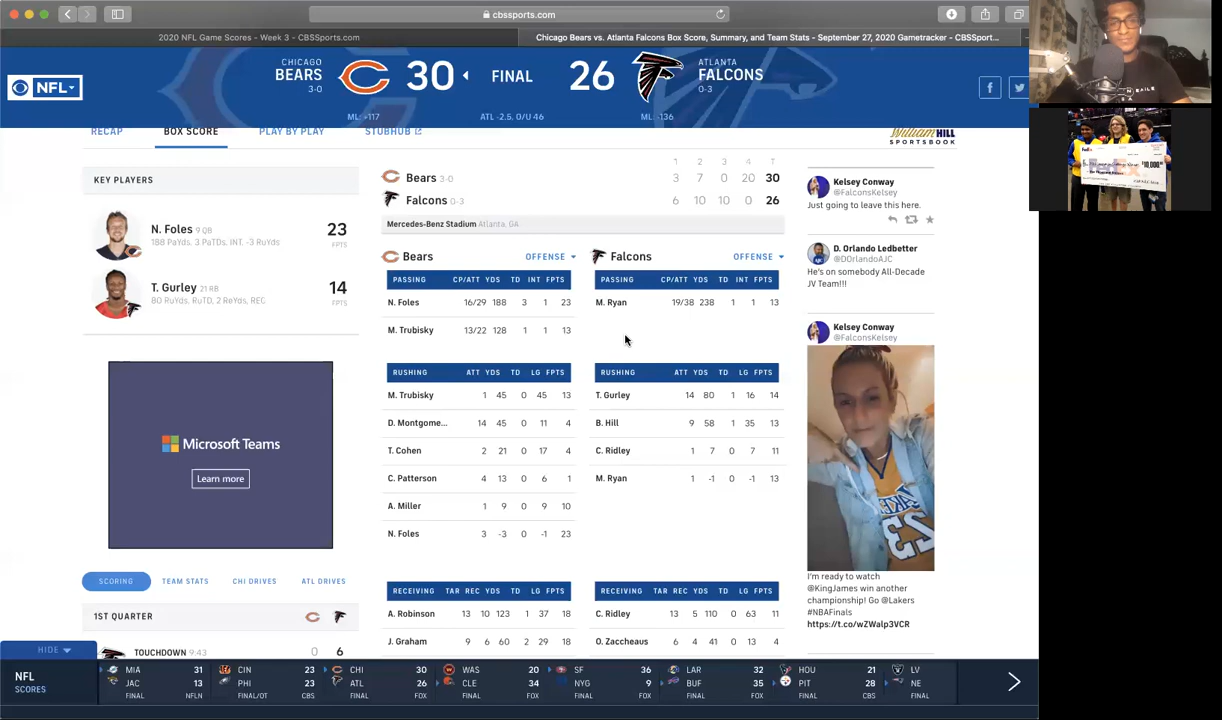 cbssports.com
2020 NFL Game Scores - Week 3 - CBSSports.com
Chicago Bears vs. Atlanta Falcons Box Score, Summary, and Team Stats - September 27, 2020 Gametracker - CBSSport...
NFL
CHICAGO
BEARS
3-0
30
FINAL
26
ATLANTA
FALCONS
0-3
ML: +117
ATL -2.5, O/U 46
ML: -136
RECAP
BOX SCORE
PLAY BY PLAY
STUBHUB
William HILL
SPORTSBOOK
KEY PLAYERS
N. Foles 9 QB
188 PaYds, 3 PaTDs, INT, -3 RuYds
23
FPTS
T. Gurley 21 RB
80 RuYds, RuTD, 2 ReYds, REC
14
FPTS
Microsoft Teams
Learn more
SCORING
TEAM STATS
CHI DRIVES
ATL DRIVES
1ST QUARTER
TOUCHDOWN 9:43
0 6
1 2 3 4 T
Bears 3-0 3 7 0 20 30
Falcons 0-3 6 10 10 0 26
Mercedes-Benz Stadium Atlanta, GA
Bears OFFENSE
PASSING CP/ATT YDS TD INT FPTS
N. Foles 16/29 188 3 1 23
M. Trubisky 13/22 128 1 1 13
RUSHING ATT YDS TD LG FPTS
M. Trubisky 1 45 0 45 13
D. Montgome... 14 45 0 11 4
T. Cohen 2 21 0 17 4
C. Patterson 4 13 0 6 1
A. Miller 1 9 0 9 10
N. Foles 3 -3 0 -1 23
RECEIVING TAR REC YDS TD LG FPTS
A. Robinson 13 10 123 1 37 18
J. Graham 9 6 60 2 29 18
Falcons OFFENSE
PASSING CP/ATT YDS TD INT FPTS
M. Ryan 19/38 238 1 1 13
RUSHING ATT YDS TD LG FPTS
T. Gurley 14 80 1 16 14
B. Hill 9 58 1 35 13
C. Ridley 1 7 0 7 11
M. Ryan 1 -1 0 -1 13
RECEIVING TAR REC YDS TD LG FPTS
C. Ridley 13 5 110 0 63 11
O. Zaccheaus 6 4 41 0 13 4
Kelsey Conway
@FalconsKelsey
Just going to leave this here.
D. Orlando Ledbetter
@DOrlandoAJC
He's on somebody All-Decade
JV Team!!!
Kelsey Conway
@FalconsKelsey
I'm ready to watch
@KingJames win another
championship! Go @Lakers
#NBAFinals
https://t.co/wZWalp3VCR
FedEx
$10,000
HIDE
NFL
SCORES
MIA 31
JAC 13
FINAL NFLN
CIN 23
PHI 23
FINAL/OT CBS
CHI 30
ATL 26
FINAL FOX
WAS 20
CLE 34
FINAL FOX
SF 36
NYG 9
FINAL FOX
LAR 32
BUF 35
FINAL FOX
HOU 21
PIT 28
FINAL CBS
LV
NE
FINAL